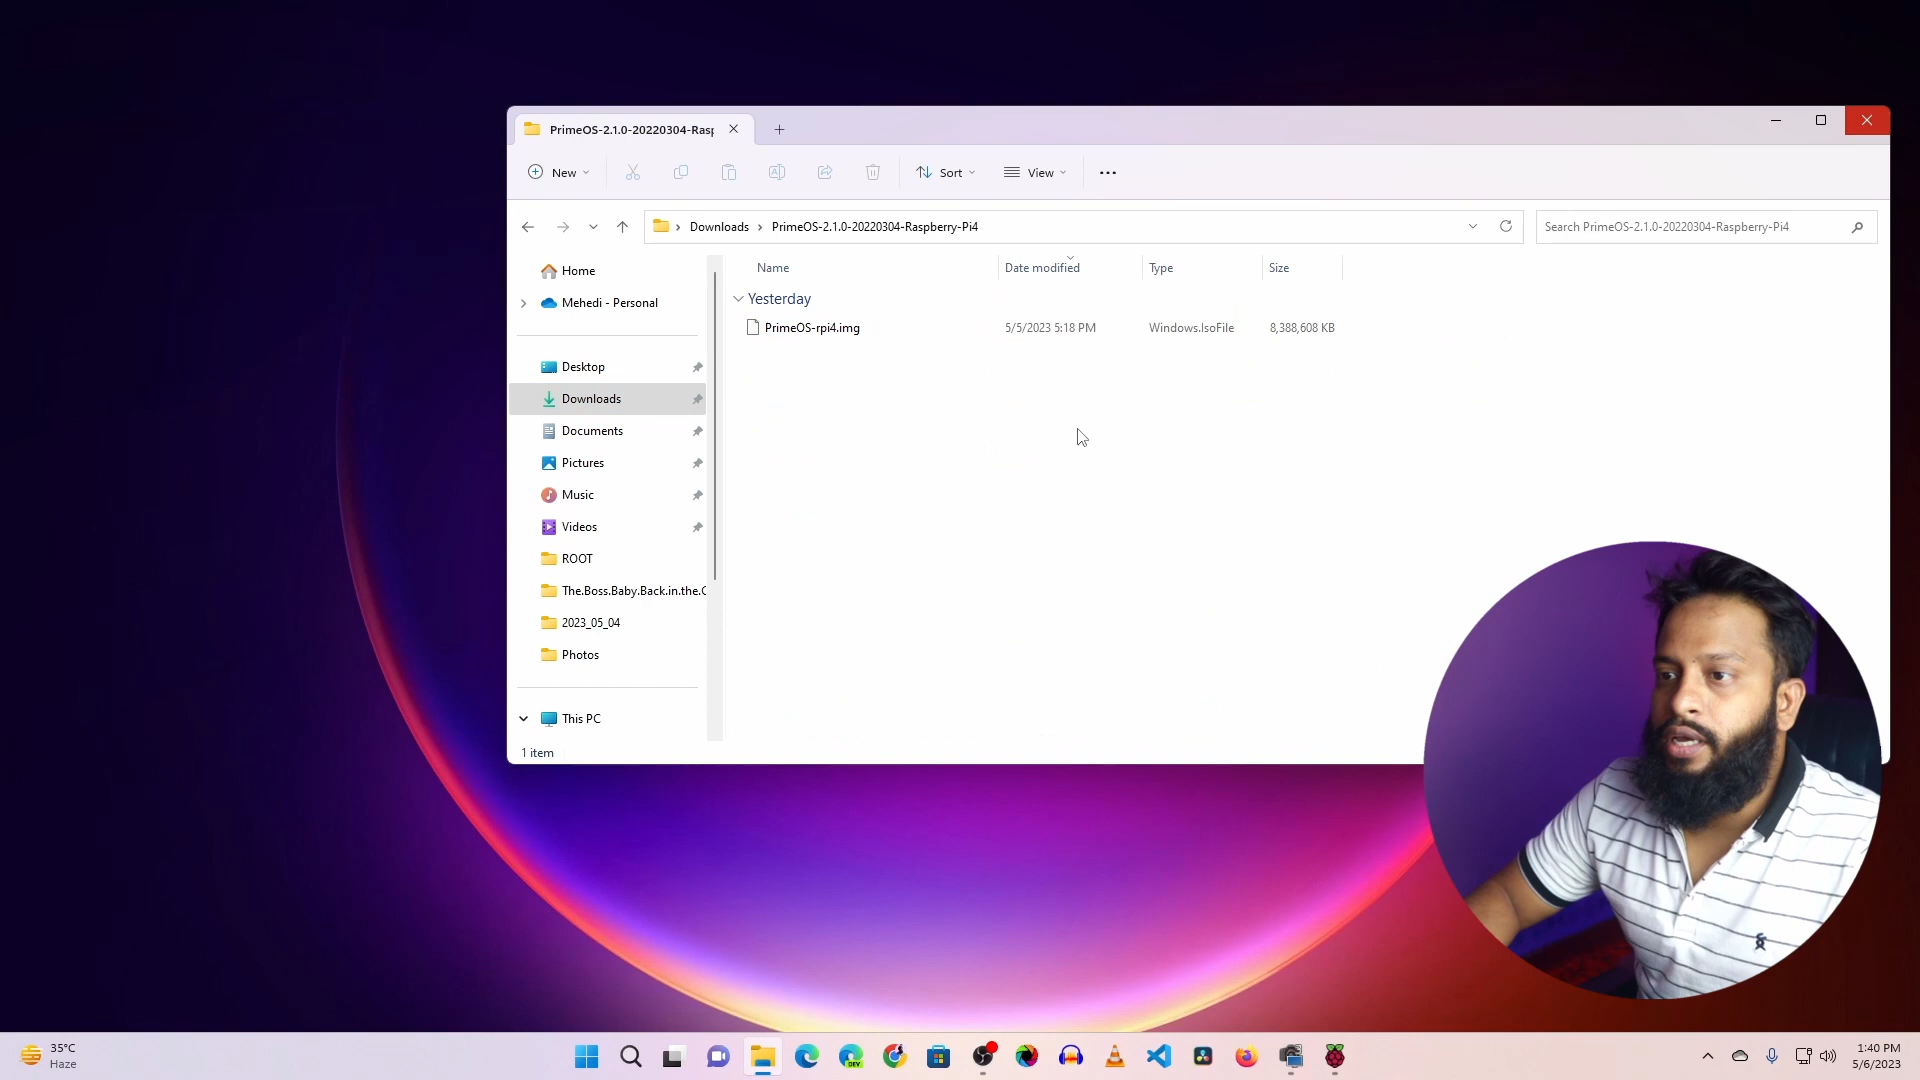 PrimeOS-2.1.0-20220304-Rasp
New
Sort
View
Downloads
PrimeOS-2.1.0-20220304-Raspberry-Pi4
Search PrimeOS-2.1.0-20220304-Raspberry-Pi4
Home
Mehedi - Personal
Desktop
Downloads
Documents
Pictures
Music
Videos
ROOT
The.Boss.Baby.Back.in.the.C
2023_05_04
Photos
This PC
1 item
Name
Date modified
Type
Size
Yesterday
PrimeOS-rpi4.img
5/5/2023 5:18 PM
Windows.IsoFile
8,388,608 KB
35°C
Haze
DEV
1:40 PM
5/6/2023